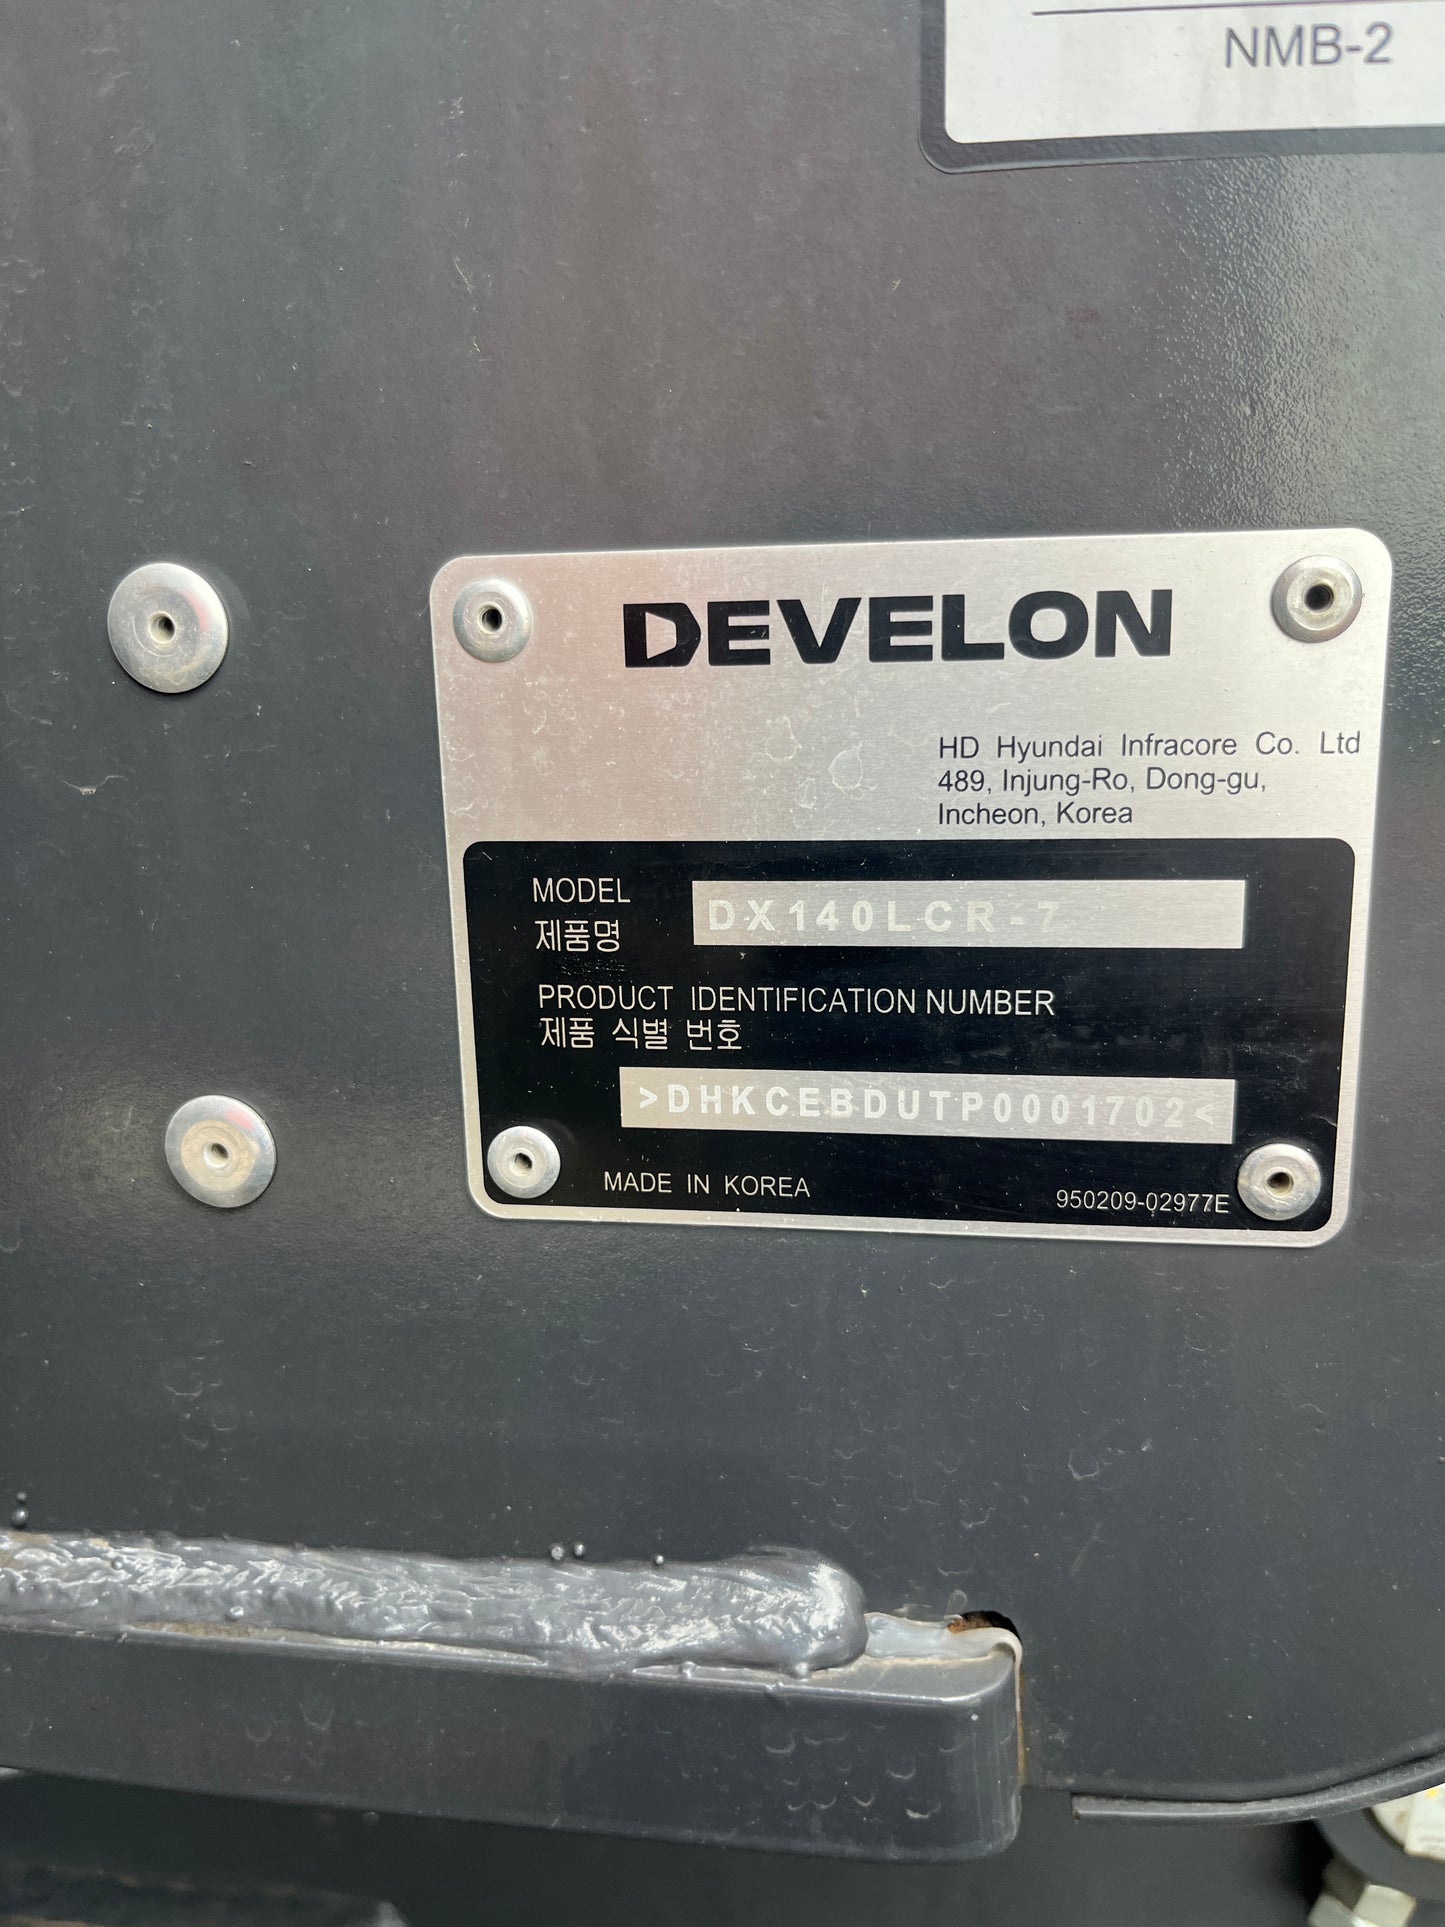 NMB-2
DEVELON
HD Hyundai Infracore Co. Ltd
489, Injung-Ro, Dong-gu,
Incheon, Korea
MODEL
제품명
DX140LCR-7
PRODUCT IDENTIFICATION NUMBER
제품 식별 번호
>DHKCEBDUTP0001702<
MADE IN KOREA
950209-02977E